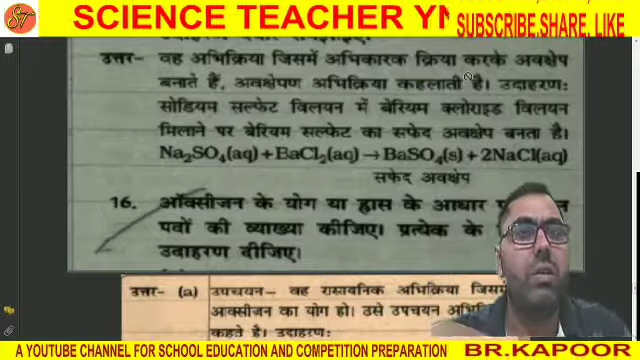 SCIENCE TEACHER YN
SUBSCRIBE.SHARE. LIKE
ST
उत्तर- वह अभिक्रिया जिसमें अभिकारक क्रिया करके अवक्षेप
बनाते हैं, अवक्षेपण अभिक्रिया कहलाती है। उदाहरण:
सोडियम सल्फेट विलयन में बेरियम क्लोराइड विलयन
मिलाने पर बेरियम सल्फेट का सफेद अवक्षेप बनता है।
Na₂SO₄(aq)+BaCl₂(aq)→BaSO₄(s)+2NaCl(aq)
सफेद अवक्षेप
16. ऑक्सीजन के योग या ह्रास के आधार
पदों की व्याख्या कीजिए। प्रत्येक के
उदाहरण दीजिए।
उत्तर- (a) उपचयन- वह रासायनिक अभिक्रिया
आक्सीजन का योग हो। उसे उपचयन
कहते है। उदाहरण:
A YOUTUBE CHANNEL FOR SCHOOL EDUCATION AND COMPETITION PREPARATION BR.KAPOOR